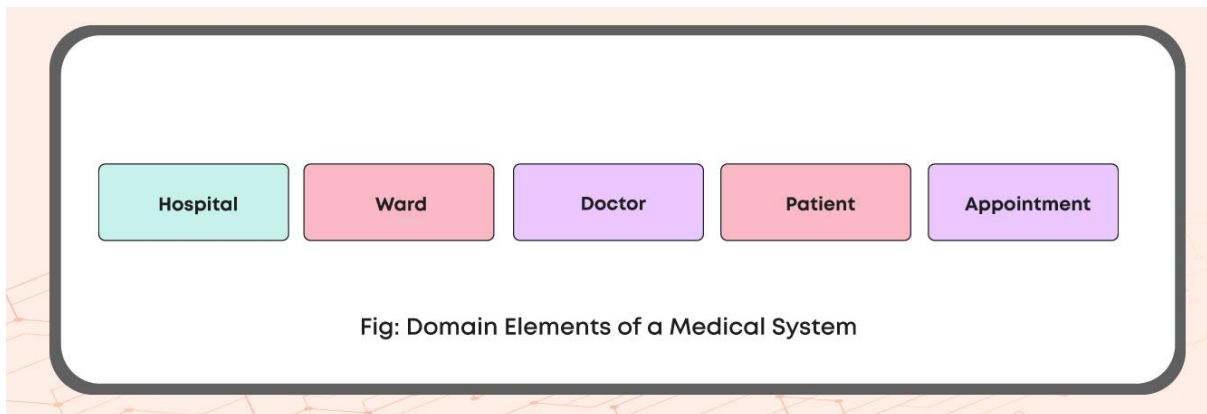 Hospital
Ward
Doctor
Patient
Appointment
Fig: Domain Elements of a Medical System